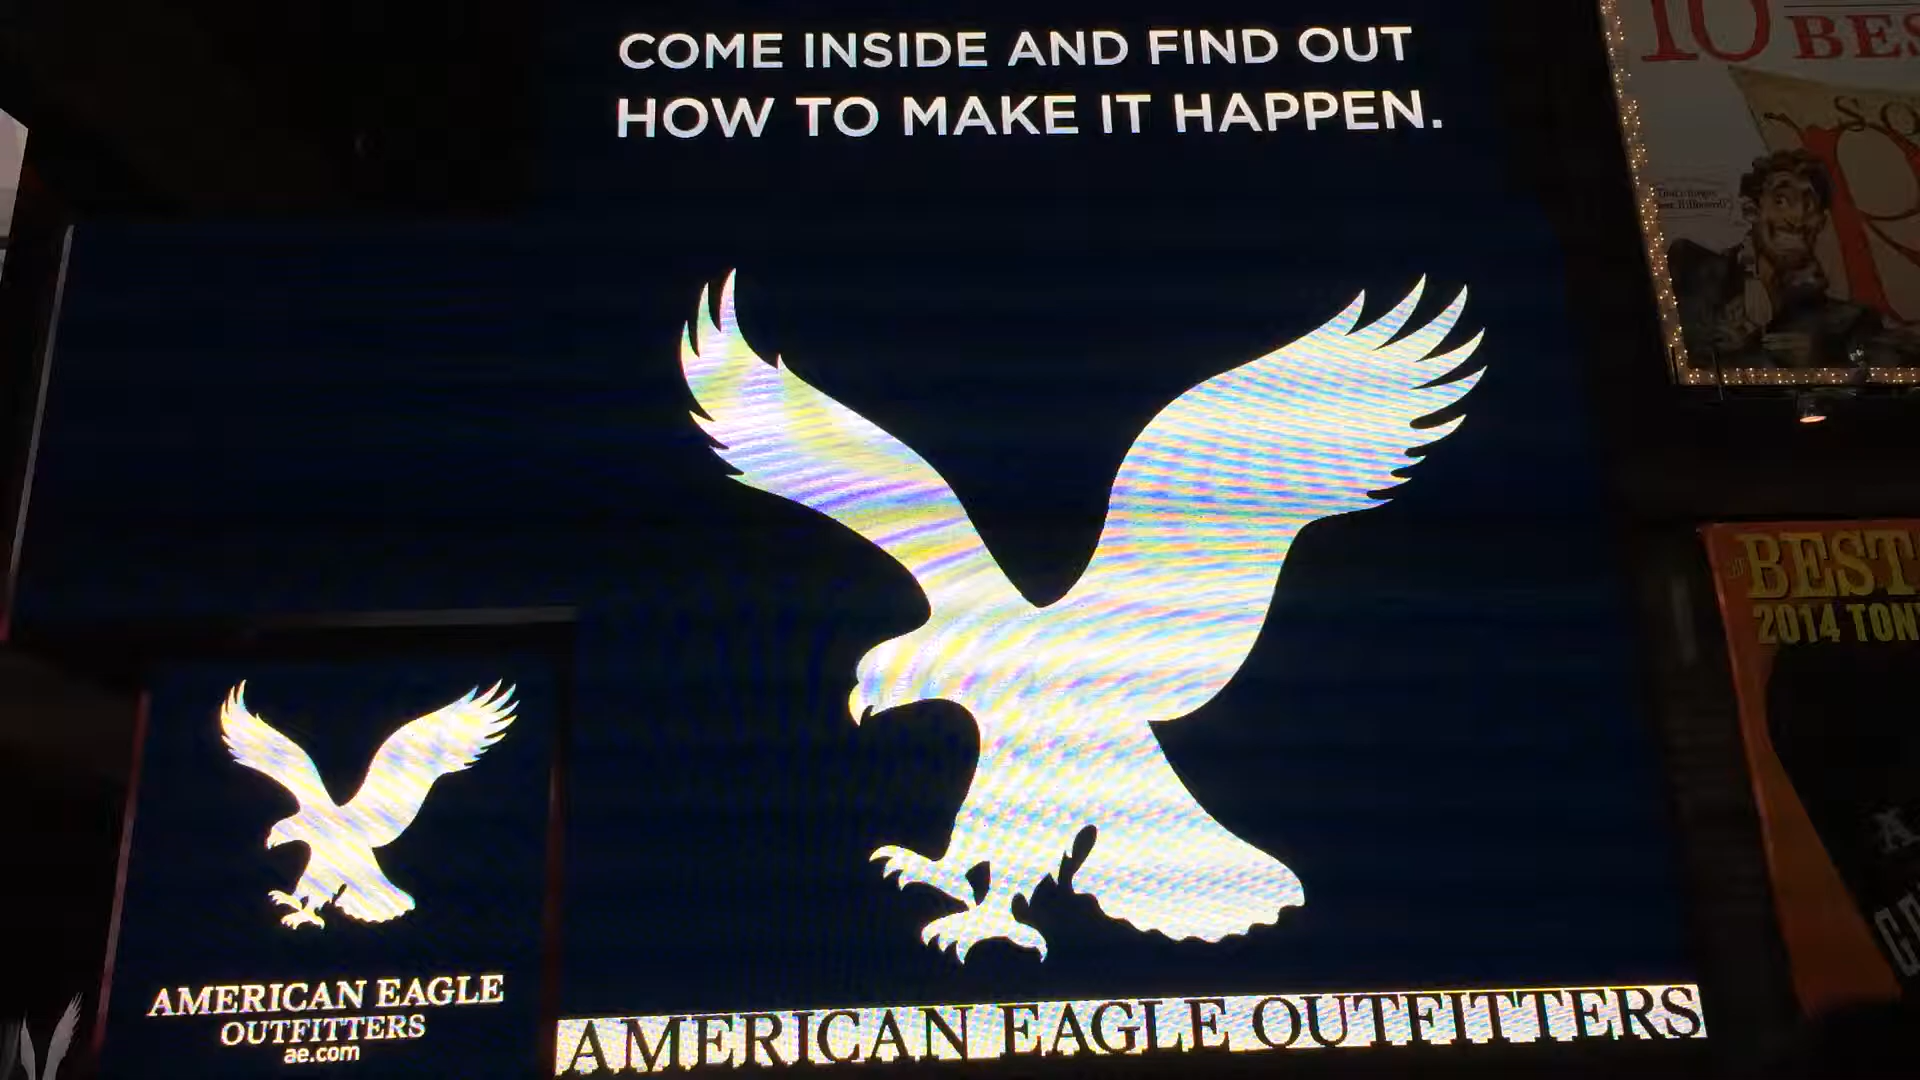 COME INSIDE AND FIND OUT
HOW TO MAKE IT HAPPEN.
AMERICAN EAGLE
OUTFITTERS
ae.com
AMERICAN EAGLE OUTFITTERS
10
BEST
2014